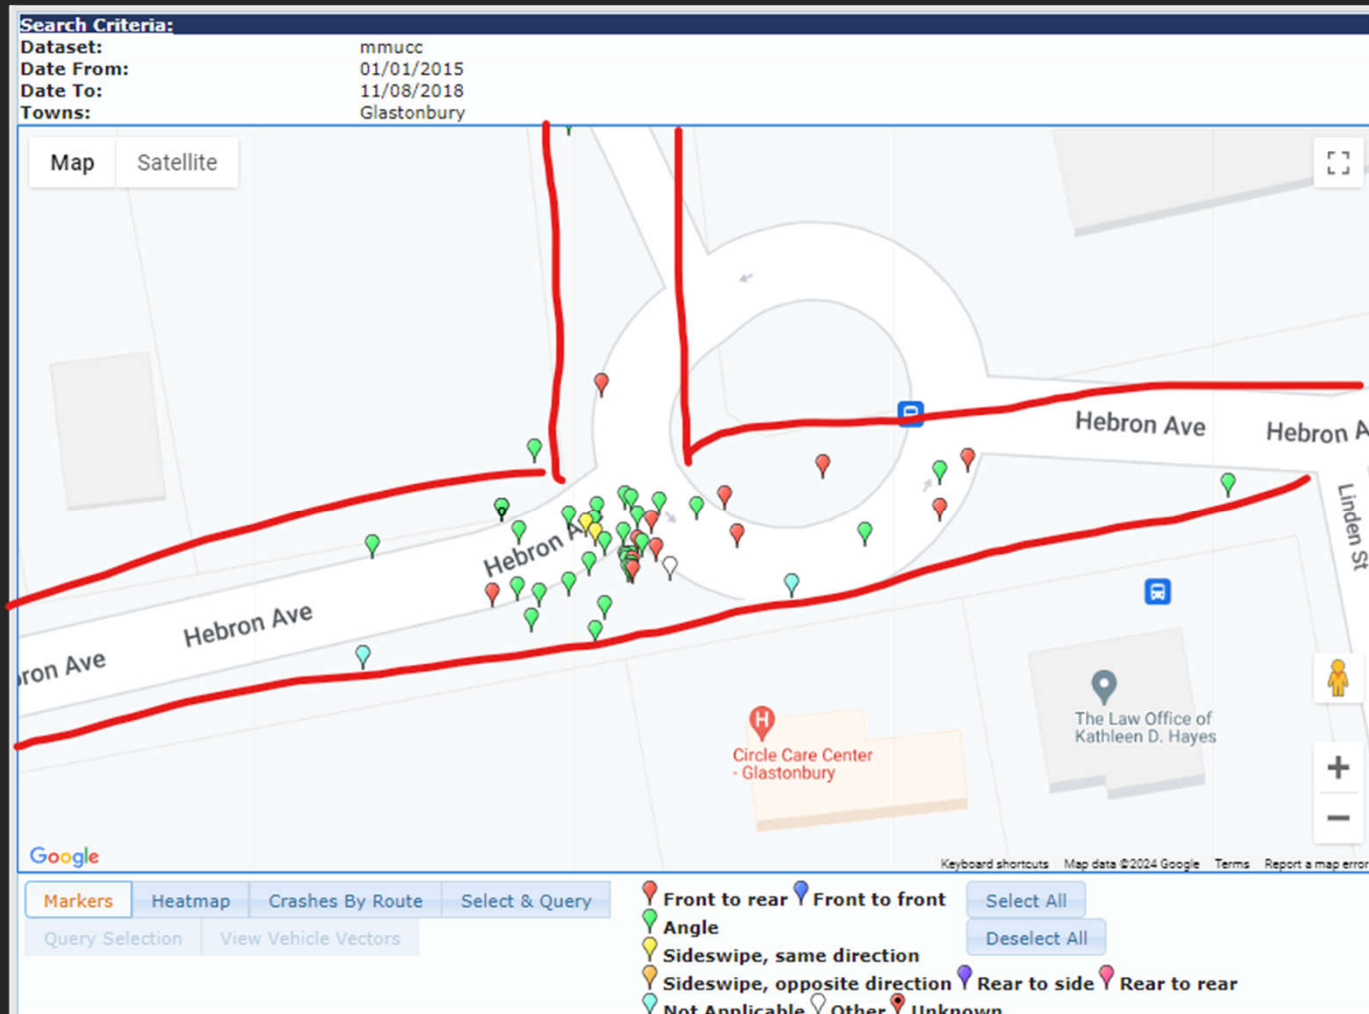 Search Criteria:
Dataset: mmucc
Date From: 01/01/2015
Date To: 11/08/2018
Towns: Glastonbury
Map Satellite
Hebron Ave
Hebron A
Linden St
Hebron Ave
Hebron Ave
bron Ave
The Law Office of
Kathleen D. Hayes
Circle Care Center
- Glastonbury
H
Google
Keyboard shortcuts Map data ©2024 Google Terms Report a map error
Markers Heatmap Crashes By Route Select & Query
Query Selection View Vehicle Vectors
Front to rear Front to front
Angle
Sideswipe, same direction
Sideswipe, opposite direction Rear to side Rear to rear
Not Applicable Other Unknown
Select All
Deselect All